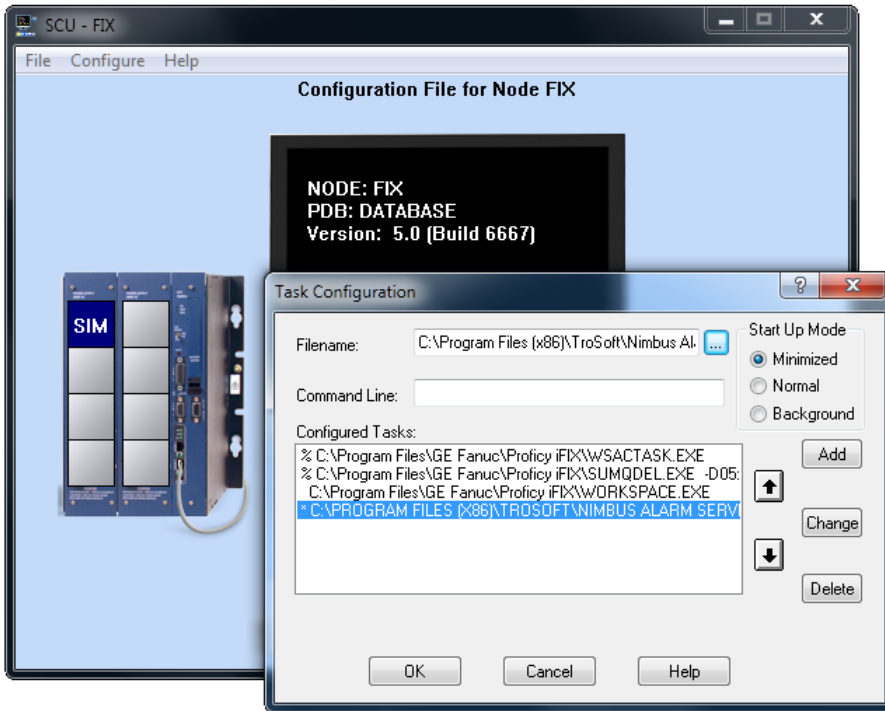 SCU - FIX
File Configure Help
Configuration File for Node FIX
NODE: FIX
PDB: DATABASE
Version: 5.0 (Build 6667)
SIM
Task Configuration
Filename:
C:\Program Files (x86)\TroSoft\Nimbus Al
...
Command Line:
Start Up Mode
Minimized
Normal
Background
Configured Tasks:
% C:\Program Files\GE Fanuc\Proficy iFIX\WSACTASK.EXE
% C:\Program Files\GE Fanuc\Proficy iFIX\SUMQDEL.EXE -D05:
C:\Program Files\GE Fanuc\Proficy iFIX\WORKSPACE.EXE
* C:\PROGRAM FILES (X86)\TROSOFT\NIMBUS ALARM SERVI
Add
Change
Delete
OK Cancel Help